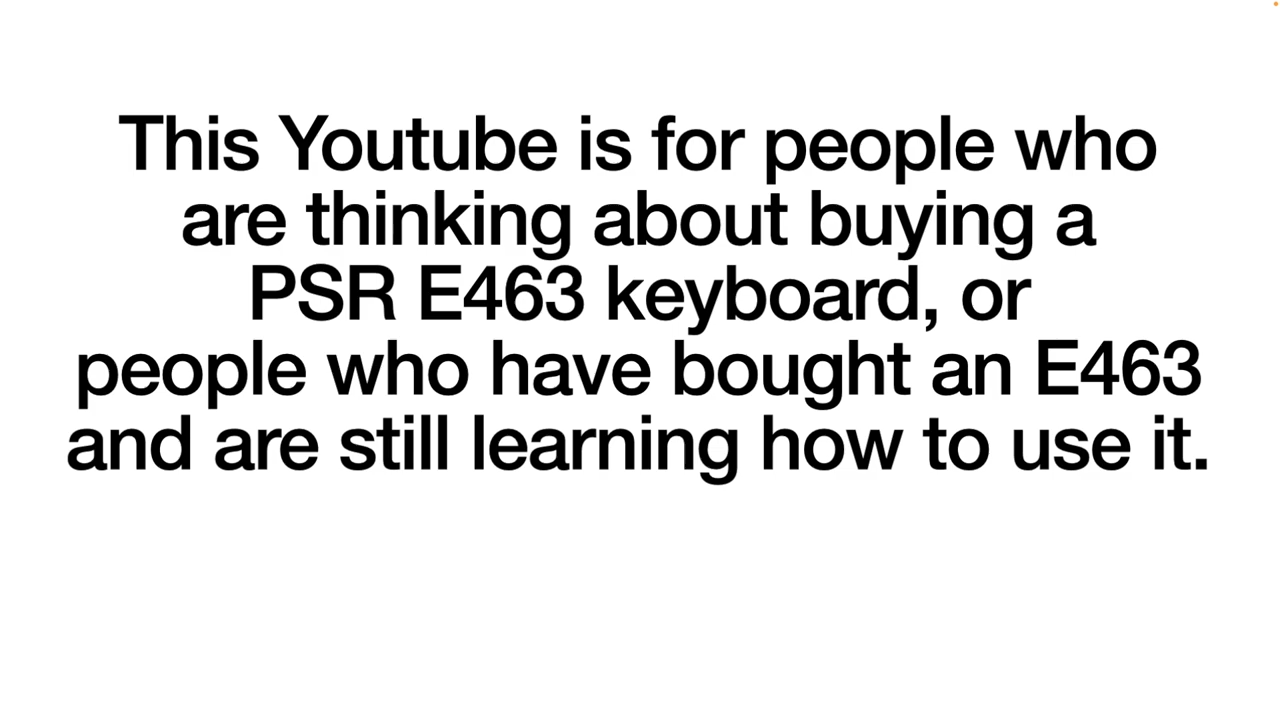 This Youtube is for people who
are thinking about buying a
PSR E463 keyboard, or
people who have bought an E463
and are still learning how to use it.